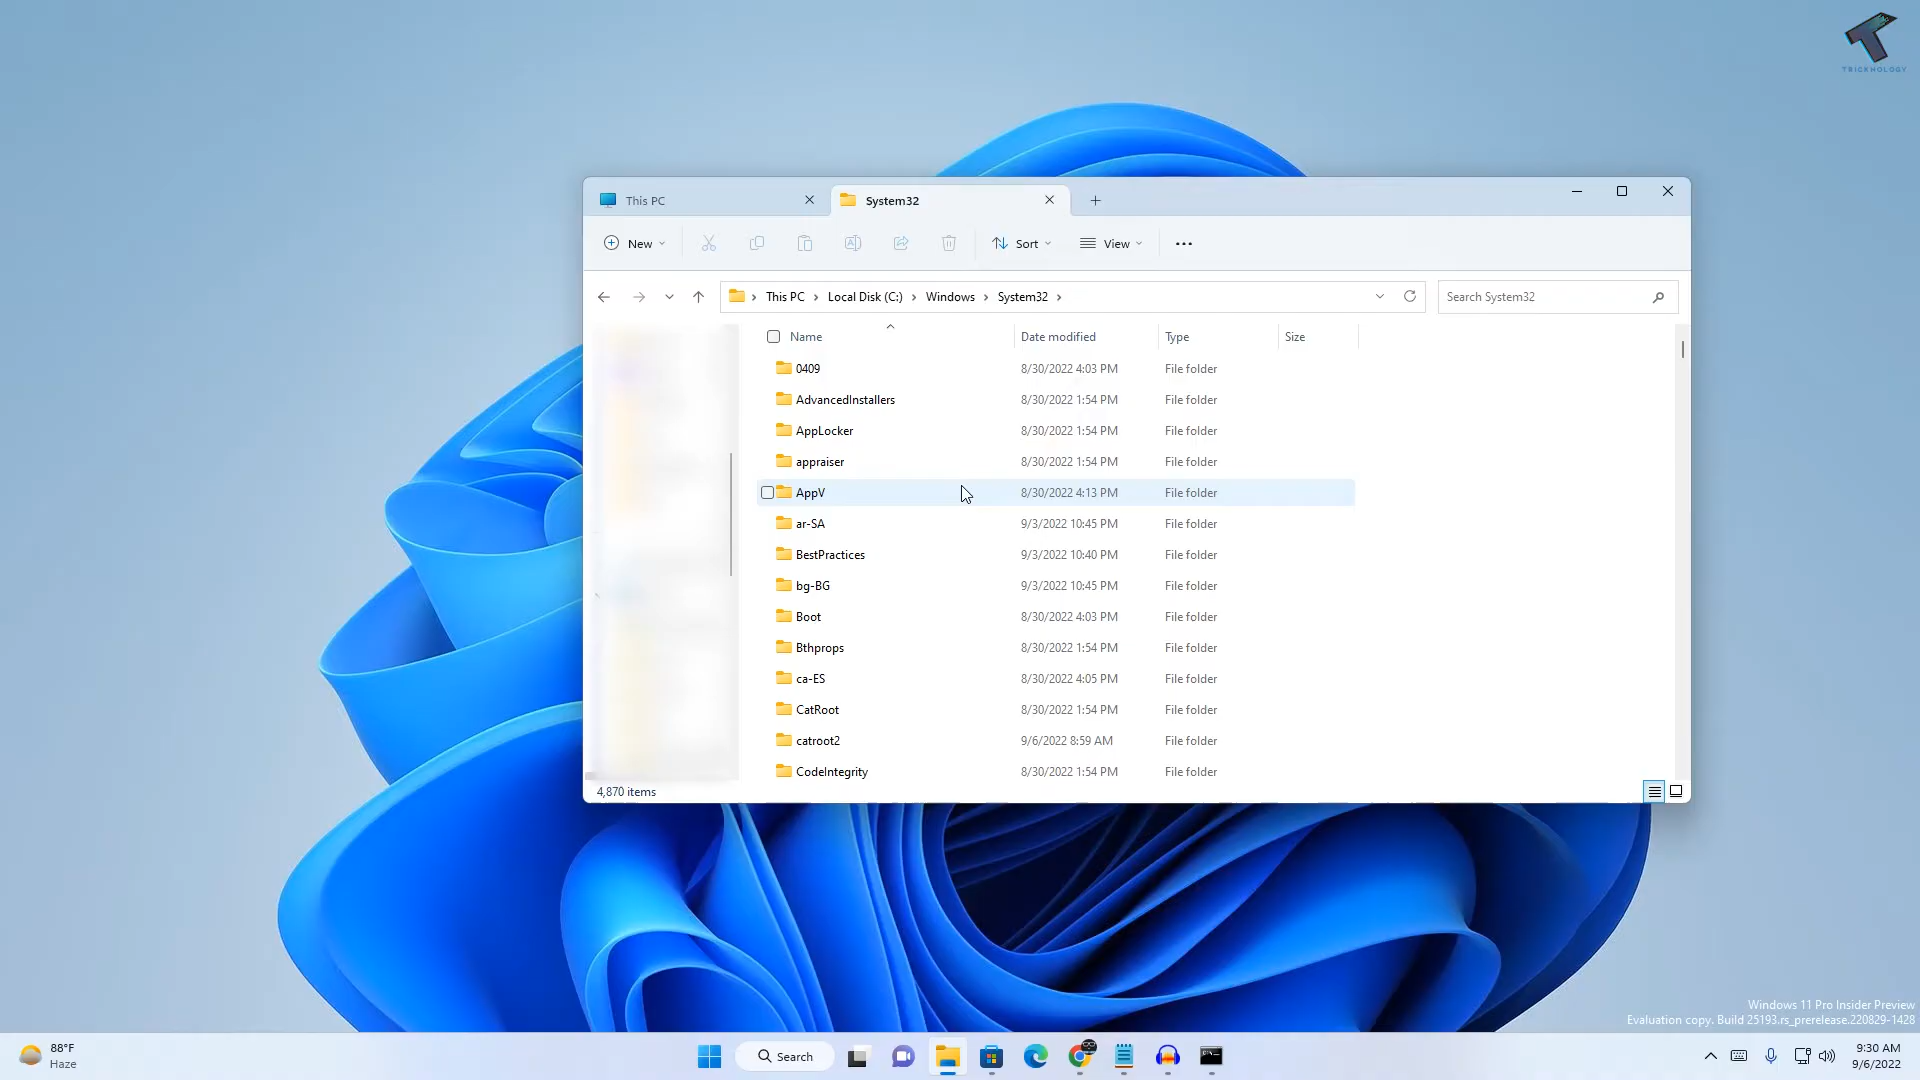 TRICKNOLOGY
This PC
System32
New
Sort
View
This PC
Local Disk (C:)
Windows
System32
Search System32
Name
Date modified
Type
Size
0409 8/30/2022 4:03 PM File folder
AdvancedInstallers 8/30/2022 1:54 PM File folder
AppLocker 8/30/2022 1:54 PM File folder
appraiser 8/30/2022 1:54 PM File folder
AppV 8/30/2022 4:13 PM File folder
ar-SA 9/3/2022 10:45 PM File folder
BestPractices 9/3/2022 10:40 PM File folder
bg-BG 9/3/2022 10:45 PM File folder
Boot 8/30/2022 4:03 PM File folder
Bthprops 8/30/2022 1:54 PM File folder
ca-ES 8/30/2022 4:05 PM File folder
CatRoot 8/30/2022 1:54 PM File folder
catroot2 9/6/2022 8:59 AM File folder
CodeIntegrity 8/30/2022 1:54 PM File folder
4,870 items
Windows 11 Pro Insider Preview
Evaluation copy. Build 25193.rs_prerelease.220829-1428
88°F
Haze
Search
9:30 AM
9/6/2022